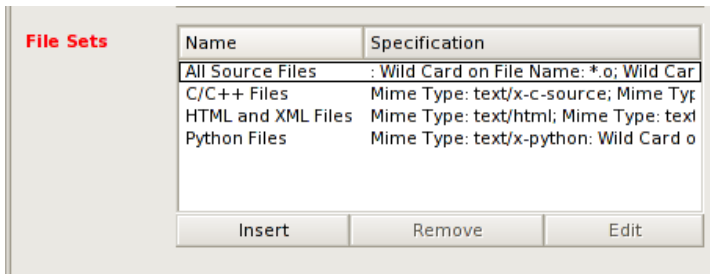 File Sets
Name Specification
All Source Files : Wild Card on File Name: *.o; Wild Car
C/C++ Files Mime Type: text/x-c-source; Mime Typ
HTML and XML Files Mime Type: text/html; Mime Type: text
Python Files Mime Type: text/x-python: Wild Card o
Insert Remove Edit